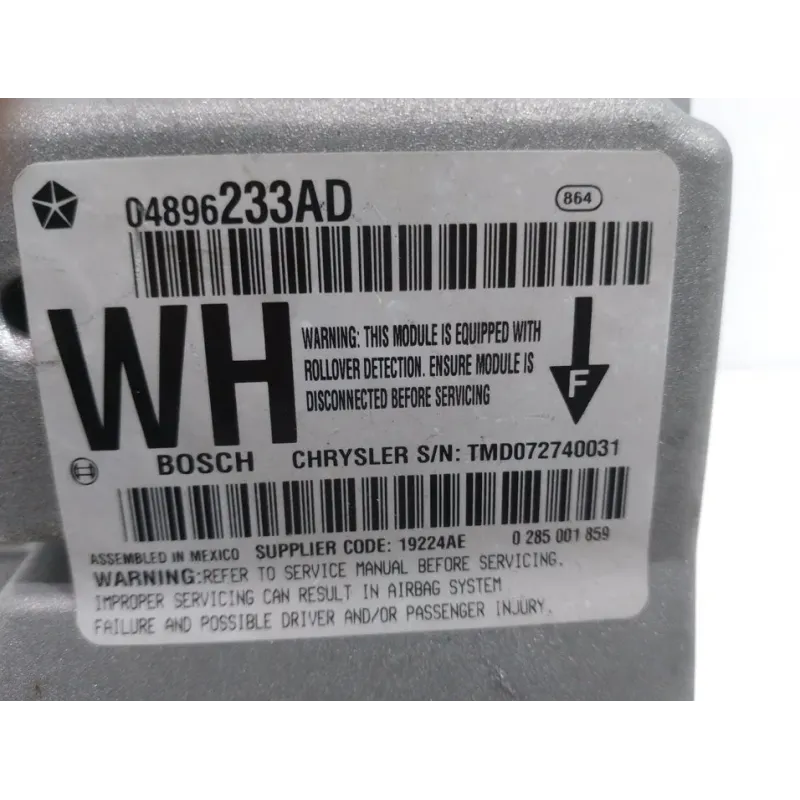 04896233AD
864
WH
WARNING: THIS MODULE IS EQUIPPED WITH
ROLLOVER DETECTION. ENSURE MODULE IS
DISCONNECTED BEFORE SERVICING
F
BOSCH CHRYSLER S/N: TMD072740031
ASSEMBLED IN MEXICO SUPPLIER CODE: 19224AE 0 285 001 859
WARNING:REFER TO SERVICE MANUAL BEFORE SERVICING.
IMPROPER SERVICING CAN RESULT IN AIRBAG SYSTEM
FAILURE AND POSSIBLE DRIVER AND/OR PASSENGER INJURY.